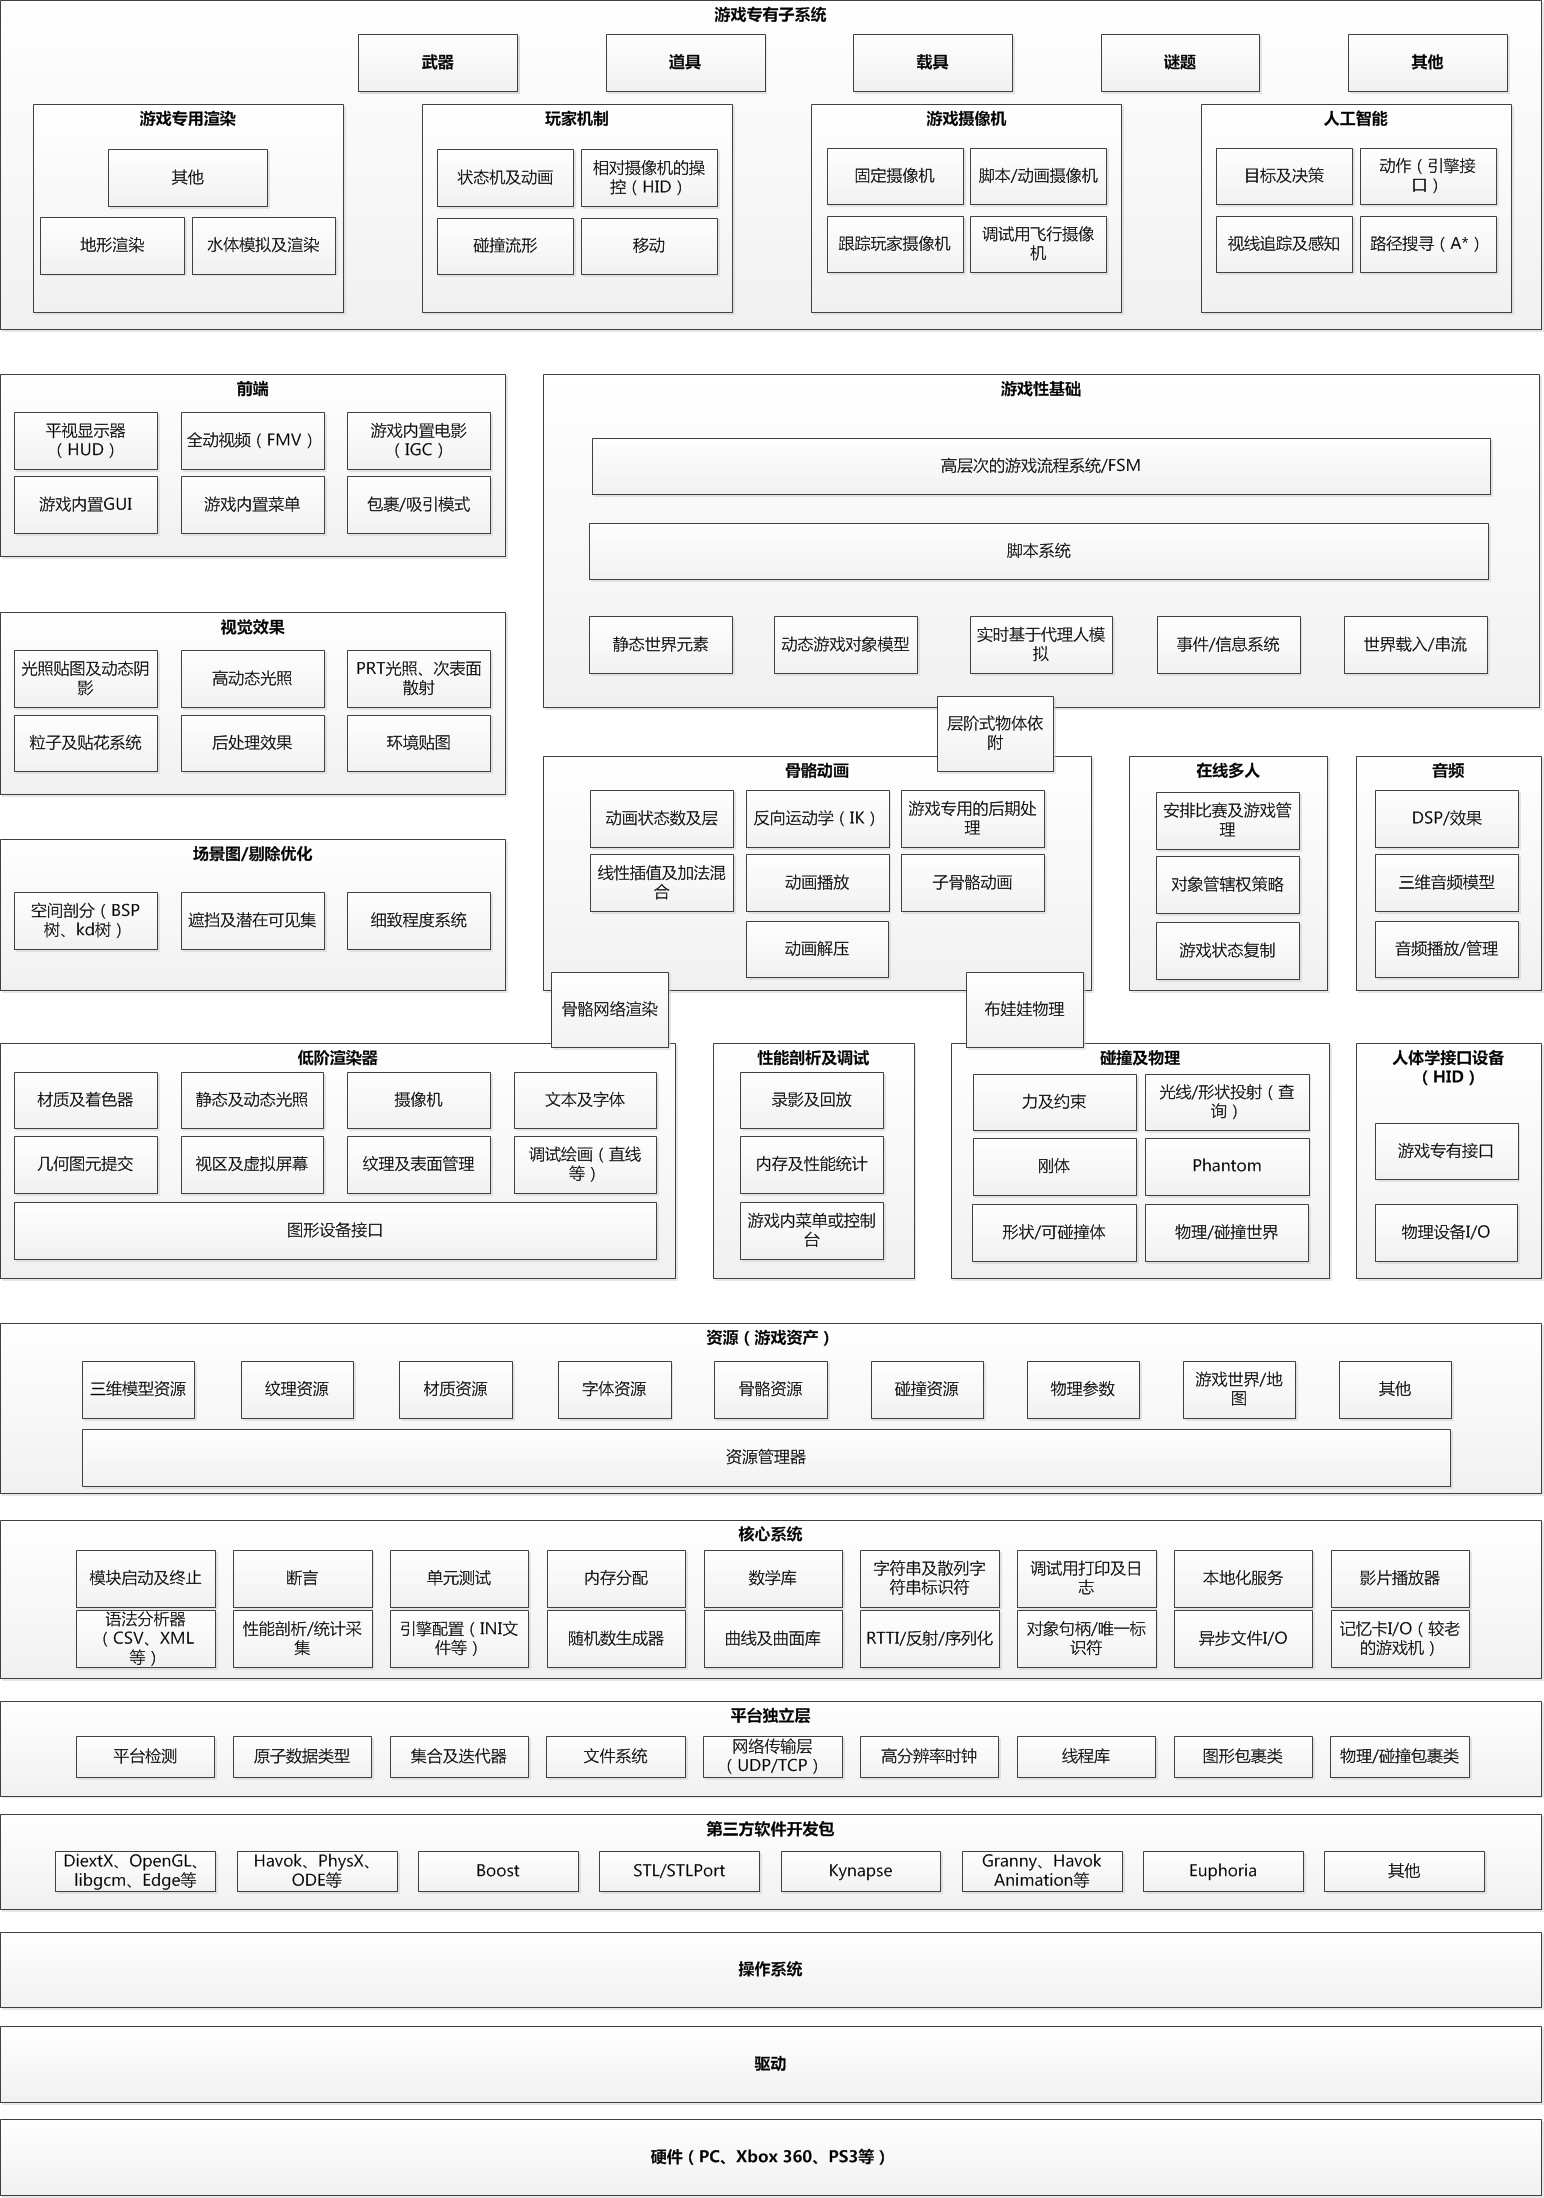 游戏专有子系统
武器
道具
载具
谜题
其他
游戏专用渲染
其他
地形渲染
水体模拟及渲染
玩家机制
状态机及动画
相对摄像机的操
控（HID）
碰撞流形
移动
游戏摄像机
固定摄像机
脚本/动画摄像机
跟踪玩家摄像机
调试用飞行摄像
机
人工智能
目标及决策
动作（引擎接
口）
视线追踪及感知
路径搜寻（A*）
前端
平视显示器
（HUD）
全动视频（FMV）
游戏内置电影
（IGC）
游戏内置GUI
游戏内置菜单
包裹/吸引模式
游戏性基础
高层次的游戏流程系统/FSM
脚本系统
静态世界元素
动态游戏对象模型
实时基于代理人模
拟
事件/信息系统
世界载入/串流
视觉效果
光照贴图及动态阴
影
高动态光照
PRT光照、次表面
散射
粒子及贴花系统
后处理效果
环境贴图
层阶式物体依
附
骨骼动画
动画状态数及层
反向运动学（IK）
游戏专用的后期处
理
线性插值及加法混
合
动画播放
子骨骼动画
动画解压
在线多人
安排比赛及游戏管
理
对象管辖权策略
游戏状态复制
音频
DSP/效果
三维音频模型
音频播放/管理
场景图/剔除优化
空间剖分（BSP
树、kd树）
遮挡及潜在可见集
细致程度系统
骨骼网络渲染
布娃娃物理
低阶渲染器
材质及着色器
静态及动态光照
摄像机
文本及字体
几何图元提交
视区及虚拟屏幕
纹理及表面管理
调试绘画（直线
等）
图形设备接口
性能剖析及调试
录影及回放
内存及性能统计
游戏内菜单或控制
台
碰撞及物理
力及约束
光线/形状投射（查
询）
刚体
Phantom
形状/可碰撞体
物理/碰撞世界
人体学接口设备
（HID）
游戏专有接口
物理设备I/O
资源（游戏资产）
三维模型资源
纹理资源
材质资源
字体资源
骨骼资源
碰撞资源
物理参数
游戏世界/地
图
其他
资源管理器
核心系统
模块启动及终止
断言
单元测试
内存分配
数学库
字符串及散列字
符串标识符
调试用打印及日
志
本地化服务
影片播放器
语法分析器
（CSV、XML
等）
性能剖析/统计采
集
引擎配置（INI文
件等）
随机数生成器
曲线及曲面库
RTTI/反射/序列化
对象句柄/唯一标
识符
异步文件I/O
记忆卡I/O（较老
的游戏机）
平台独立层
平台检测
原子数据类型
集合及迭代器
文件系统
网络传输层
（UDP/TCP）
高分辨率时钟
线程库
图形包裹类
物理/碰撞包裹类
第三方软件开发包
DiextX、OpenGL、
libgcm、Edge等
Havok、PhysX、
ODE等
Boost
STL/STLPort
Kynapse
Granny、Havok
Animation等
Euphoria
其他
操作系统
驱动
硬件（PC、Xbox 360、PS3等）